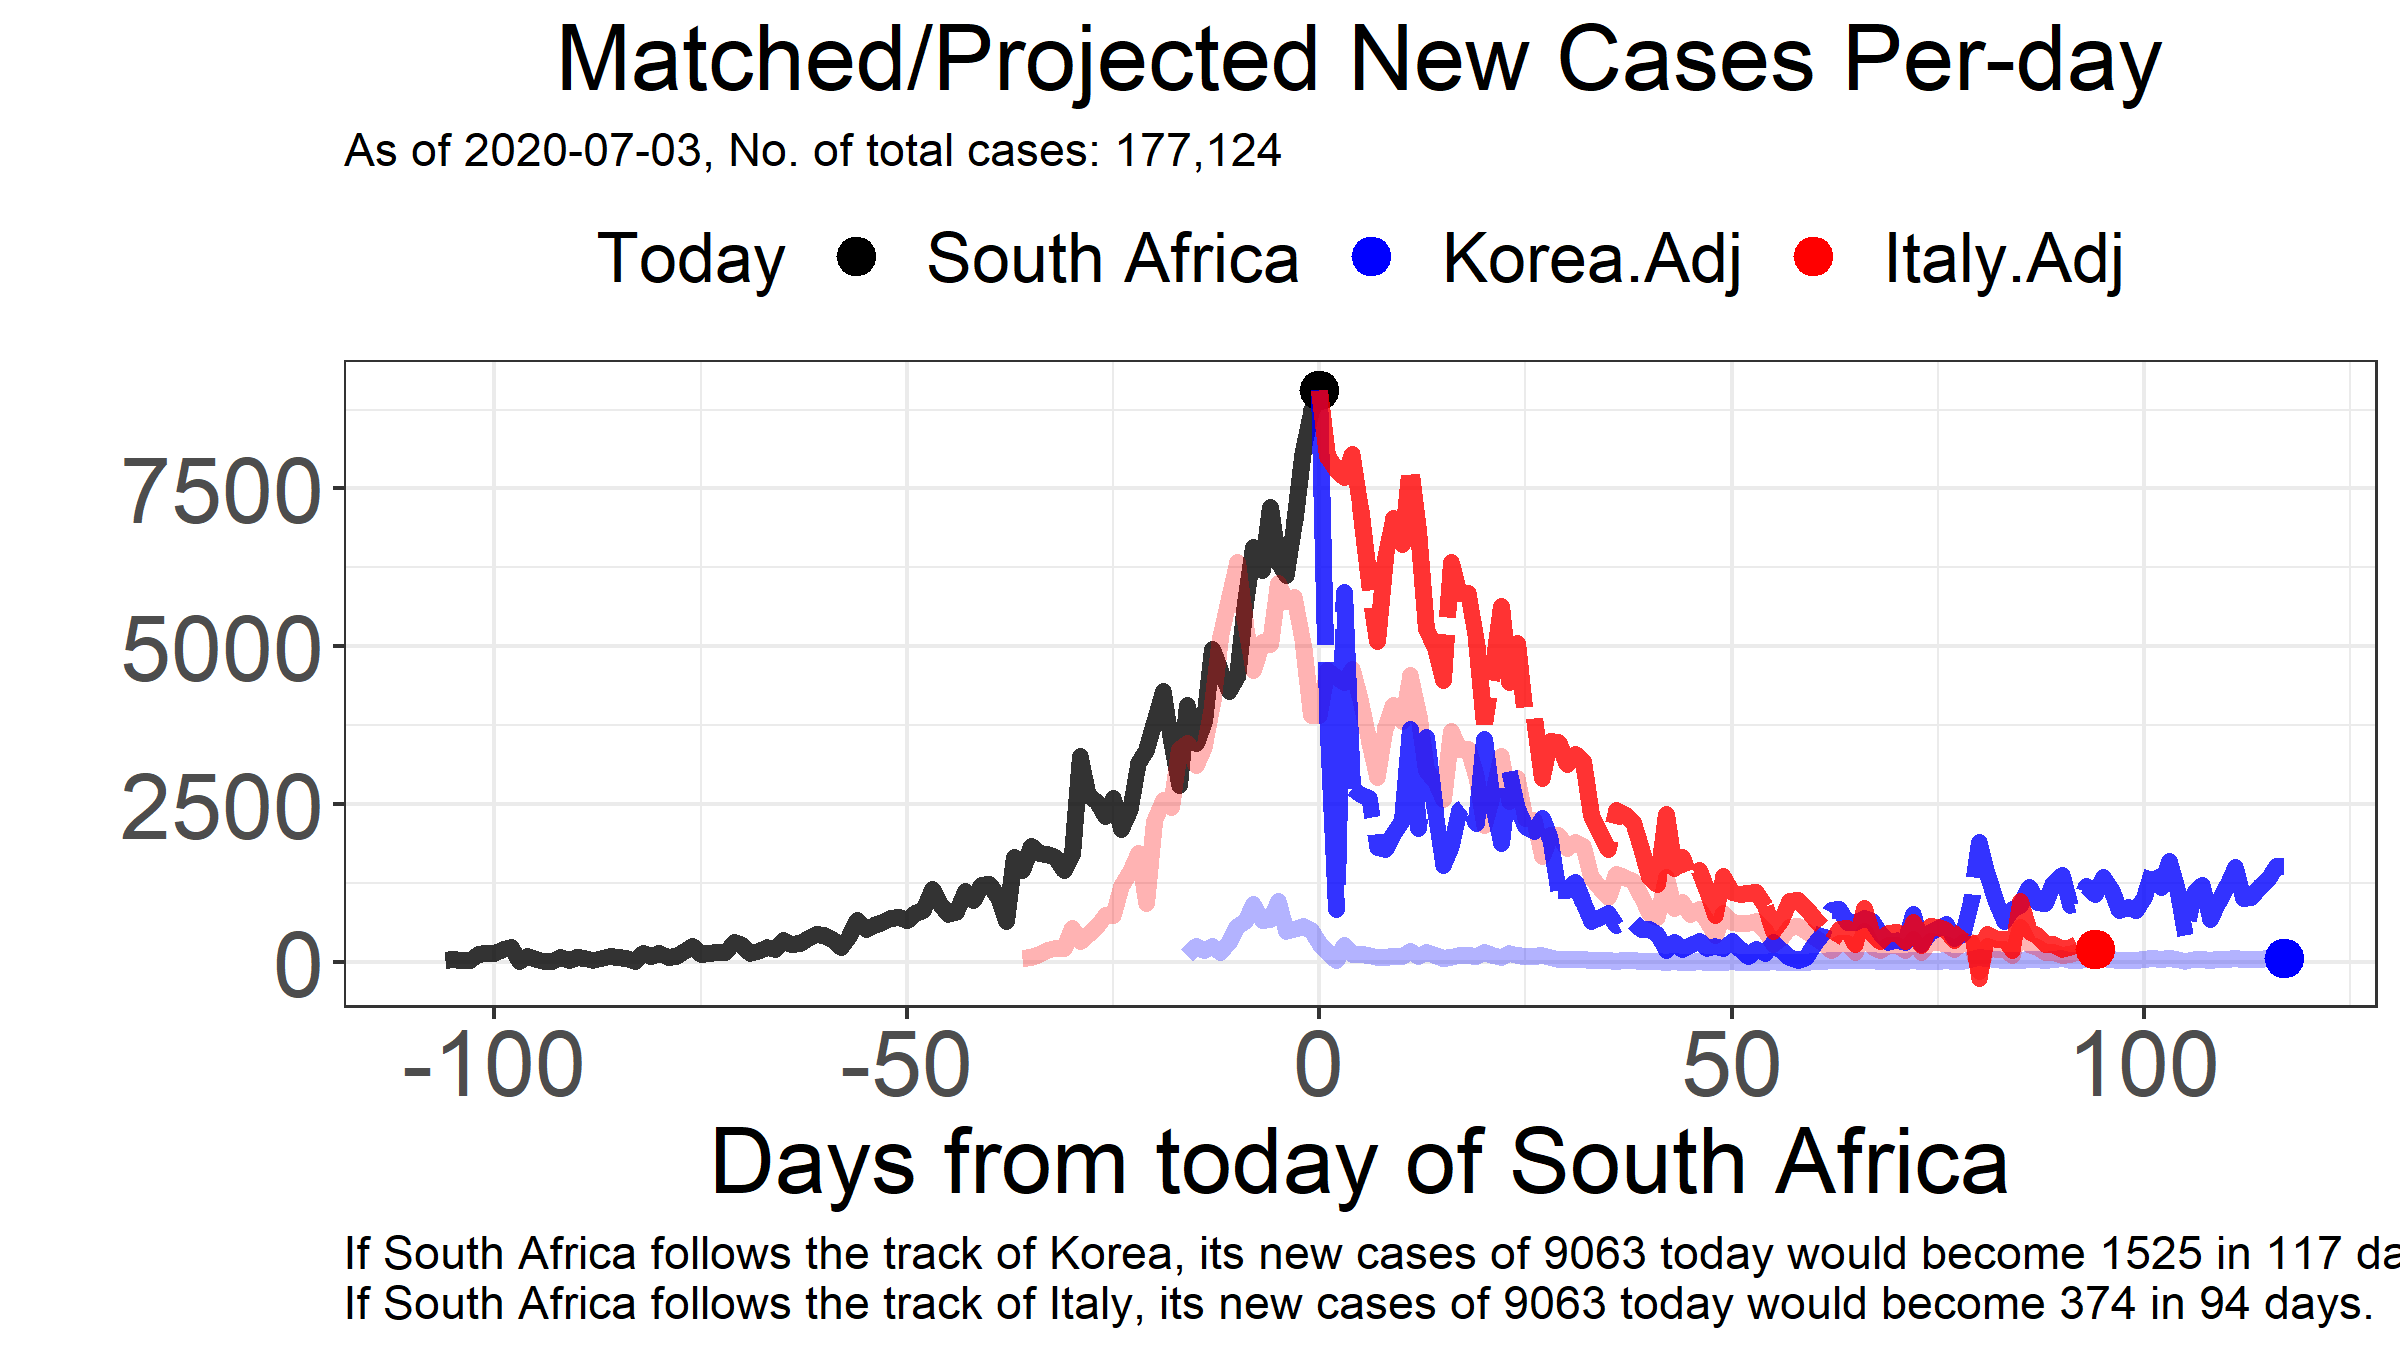 Matched/Projected New Cases Per-day
As of 2020-07-03, No. of total cases: 177,124
Today South Africa Korea.Adj Italy.Adj
7500
5000
2500
0
-100 -50 0 50 100
Days from today of South Africa
If South Africa follows the track of Korea, its new cases of 9063 today would become 1525 in 117 da
If South Africa follows the track of Italy, its new cases of 9063 today would become 374 in 94 days.